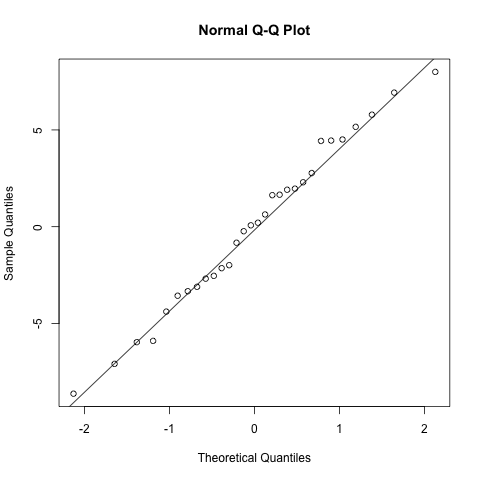 Normal Q-Q Plot
Sample Quantiles
5
0
-5
-2 -1 0 1 2
Theoretical Quantiles